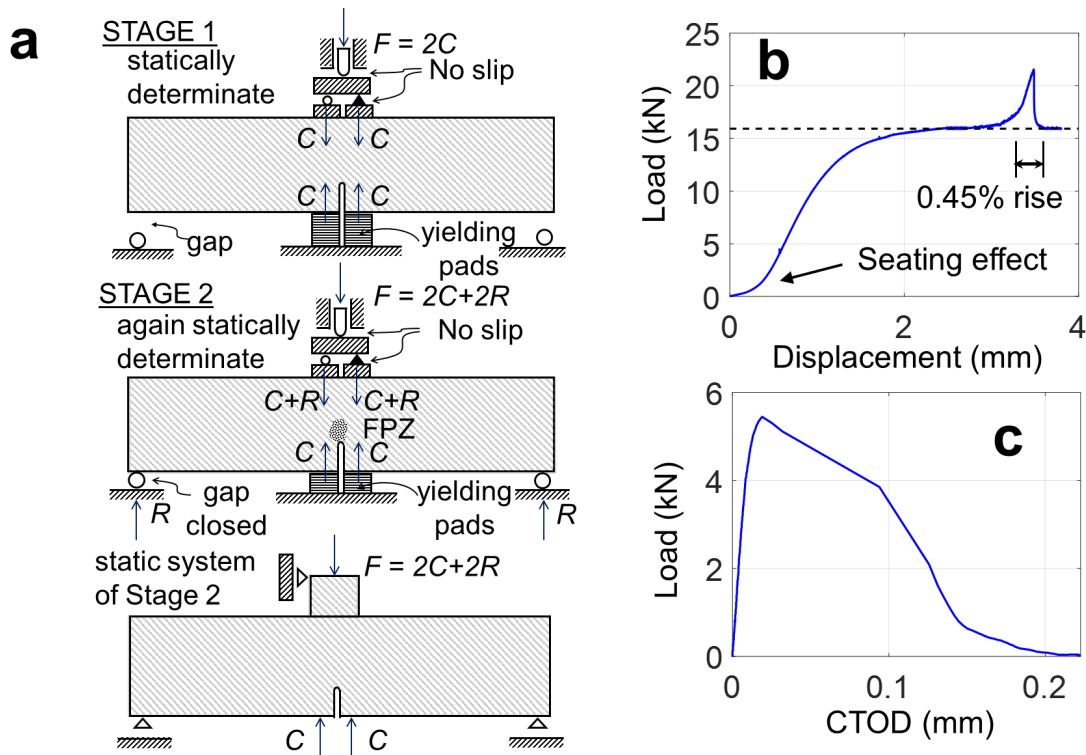 a
STAGE 1
statically
determinate
F = 2C
No slip
C
C
C
C
gap
yielding
pads
STAGE 2
again statically
determinate
F = 2C+2R
No slip
C+R
C+R
FPZ
C
C
R
gap
closed
yielding
pads
R
static system
of Stage 2
F = 2C+2R
C
C
b
Load (kN)
25
20
15
10
5
0
0.45% rise
Seating effect
0
2
4
Displacement (mm)
c
Load (kN)
6
4
2
0
0
0.1
0.2
CTOD (mm)